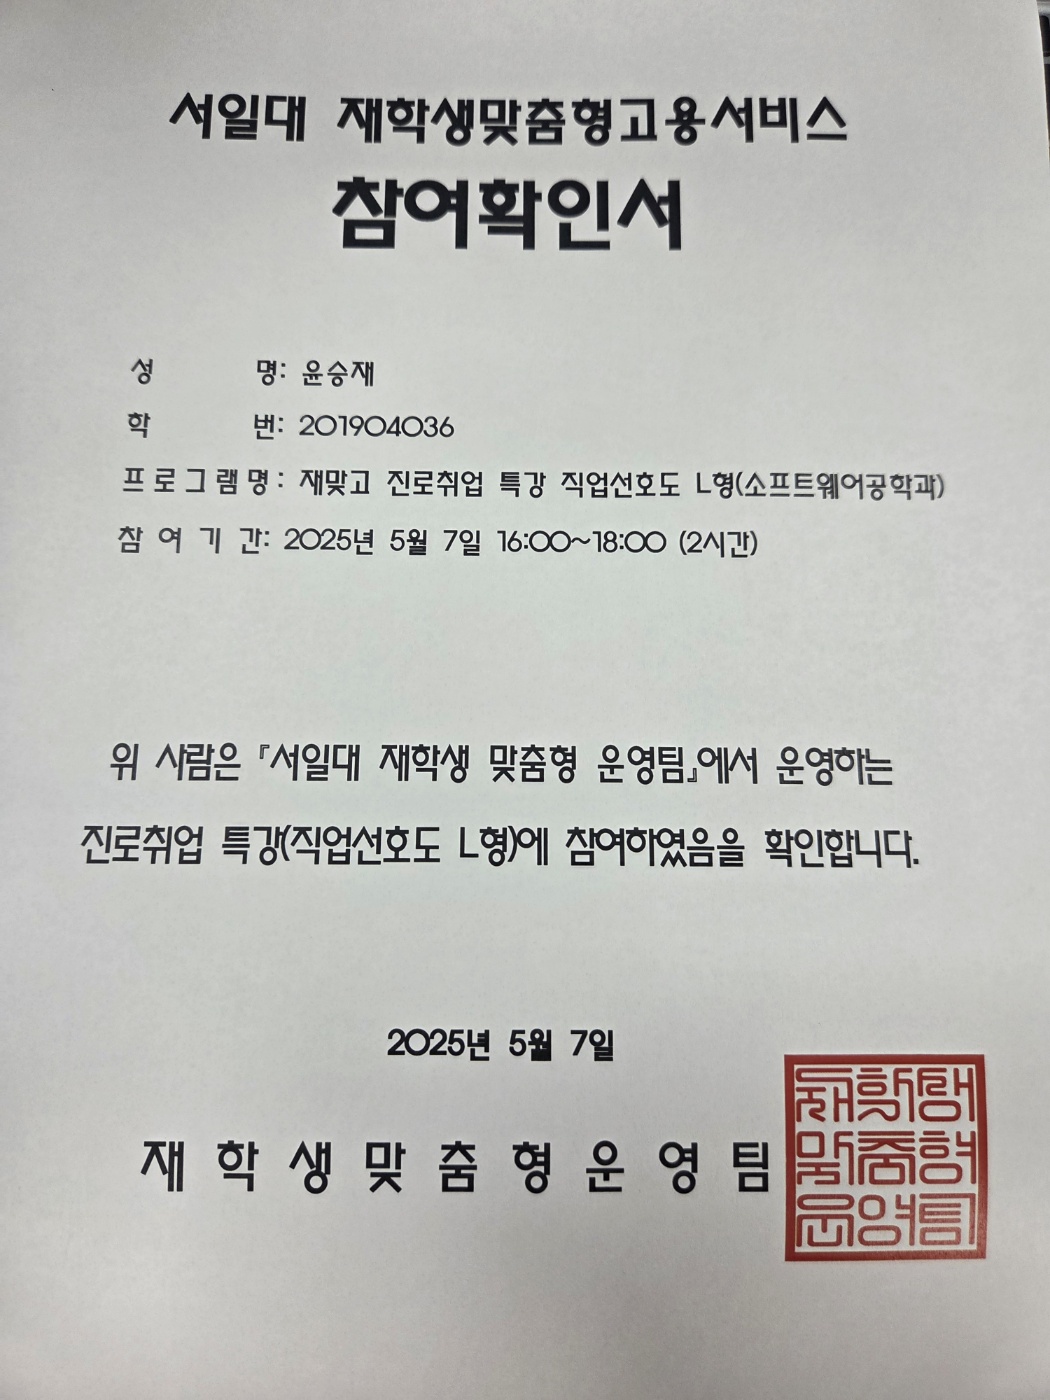 서일대 재학생맞춤형고용서비스
참여확인서
성 명: 윤승재
학 번: 201904036
프로그램명: 재맞고 진로취업 특강 직업선호도 L형(소프트웨어공학과)
참여기간: 2025년 5월 7일 16:00~18:00 (2시간)
위 사람은 『서일대 재학생 맞춤형 운영팀』에서 운영하는
진로취업 특강(직업선호도 L형)에 참여하였음을 확인합니다.
2025년 5월 7일
재학생맞춤형운영팀
재학생
맞춤형
운영팀